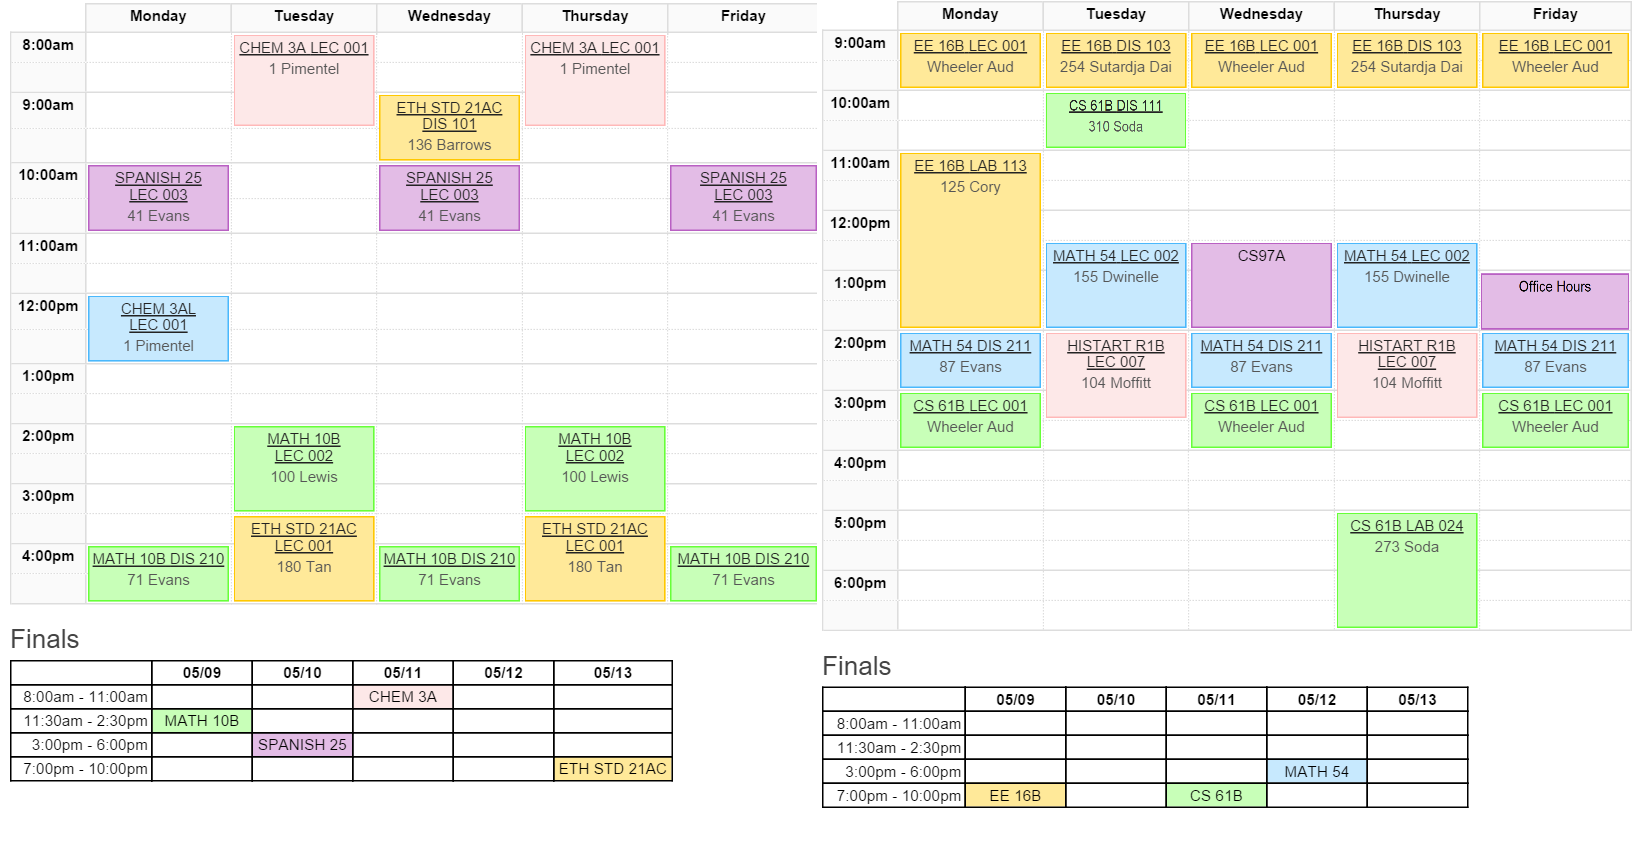 Monday Tuesday Wednesday Thursday Friday
8:00am
CHEM 3A LEC 001 CHEM 3A LEC 001
1 Pimentel 1 Pimentel
9:00am
ETH STD 21AC
DIS 101
136 Barrows
10:00am
SPANISH 25 SPANISH 25 SPANISH 25
LEC 003 LEC 003 LEC 003
41 Evans 41 Evans 41 Evans
11:00am
12:00pm
CHEM 3AL
LEC 001
1 Pimentel
1:00pm
2:00pm
MATH 10B MATH 10B
LEC 002 LEC 002
100 Lewis 100 Lewis
3:00pm
ETH STD 21AC ETH STD 21AC
LEC 001 LEC 001
180 Tan 180 Tan
4:00pm
MATH 10B DIS 210 MATH 10B DIS 210 MATH 10B DIS 210
71 Evans 71 Evans 71 Evans
Finals
05/09 05/10 05/11 05/12 05/13
8:00am - 11:00am CHEM 3A
11:30am - 2:30pm MATH 10B
3:00pm - 6:00pm SPANISH 25
7:00pm - 10:00pm ETH STD 21AC
Monday Tuesday Wednesday Thursday Friday
9:00am
EE 16B LEC 001 EE 16B DIS 103 EE 16B LEC 001 EE 16B DIS 103 EE 16B LEC 001
Wheeler Aud 254 Sutardja Dai Wheeler Aud 254 Sutardja Dai Wheeler Aud
10:00am
CS 61B DIS 111
310 Soda
11:00am
EE 16B LAB 113
125 Cory
12:00pm
MATH 54 LEC 002 CS97A MATH 54 LEC 002
155 Dwinelle 155 Dwinelle
1:00pm
Office Hours
2:00pm
MATH 54 DIS 211 HISTART R1B MATH 54 DIS 211 HISTART R1B MATH 54 DIS 211
LEC 007 LEC 007
87 Evans 87 Evans 87 Evans
104 Moffitt 104 Moffitt
3:00pm
CS 61B LEC 001 CS 61B LEC 001 CS 61B LEC 001
Wheeler Aud Wheeler Aud Wheeler Aud
4:00pm
5:00pm
CS 61B LAB 024
273 Soda
6:00pm
Finals
05/09 05/10 05/11 05/12 05/13
8:00am - 11:00am
11:30am - 2:30pm
3:00pm - 6:00pm MATH 54
7:00pm - 10:00pm EE 16B CS 61B